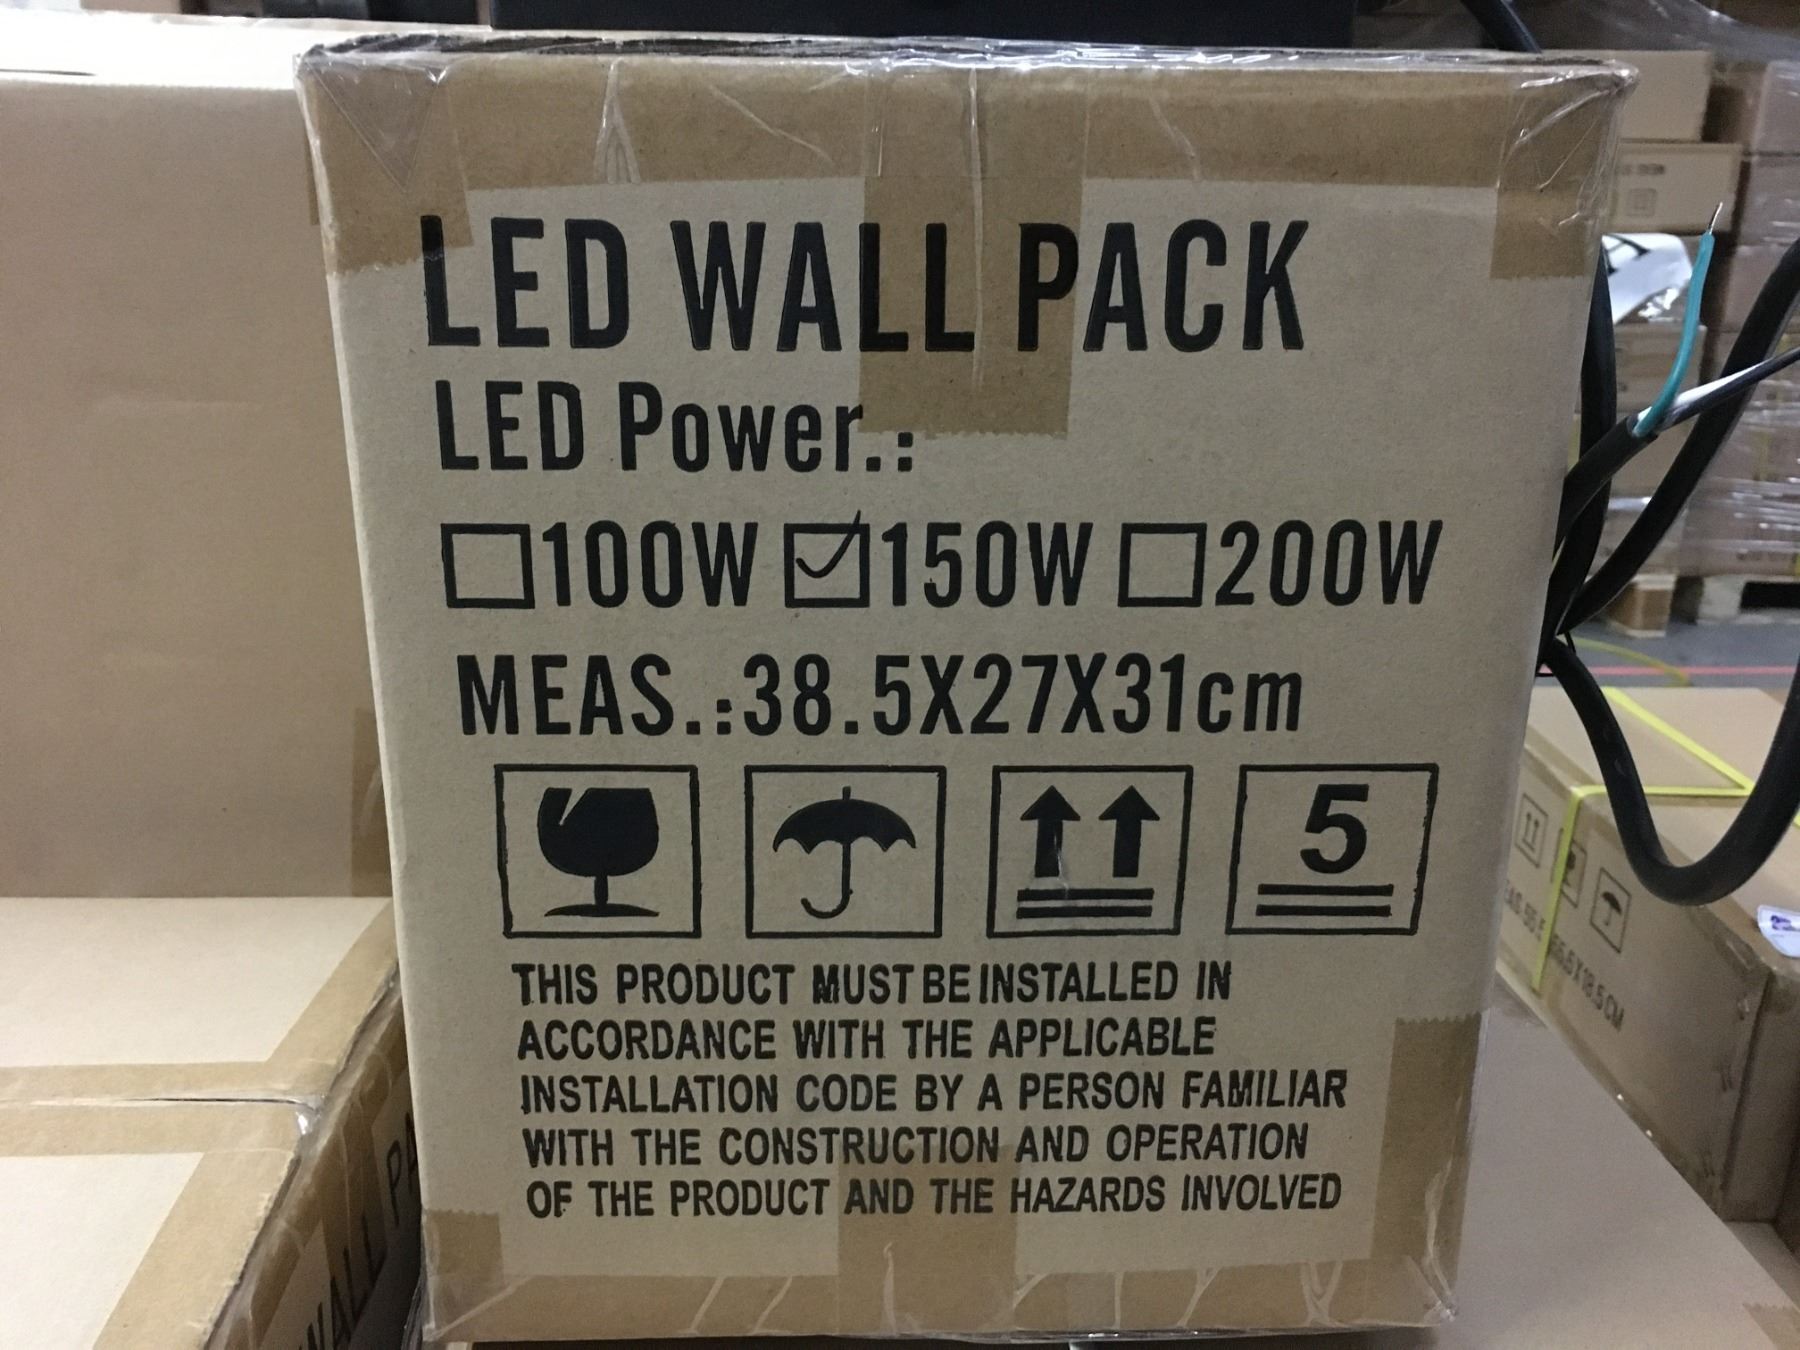 LED WALL PACK
LED Power.:
☐100W ☑150W ☐200W
MEAS.:38.5X27X31cm
5
THIS PRODUCT MUST BE INSTALLED IN
ACCORDANCE WITH THE APPLICABLE
INSTALLATION CODE BY A PERSON FAMILIAR
WITH THE CONSTRUCTION AND OPERATION
OF THE PRODUCT AND THE HAZARDS INVOLVED
WALL PA